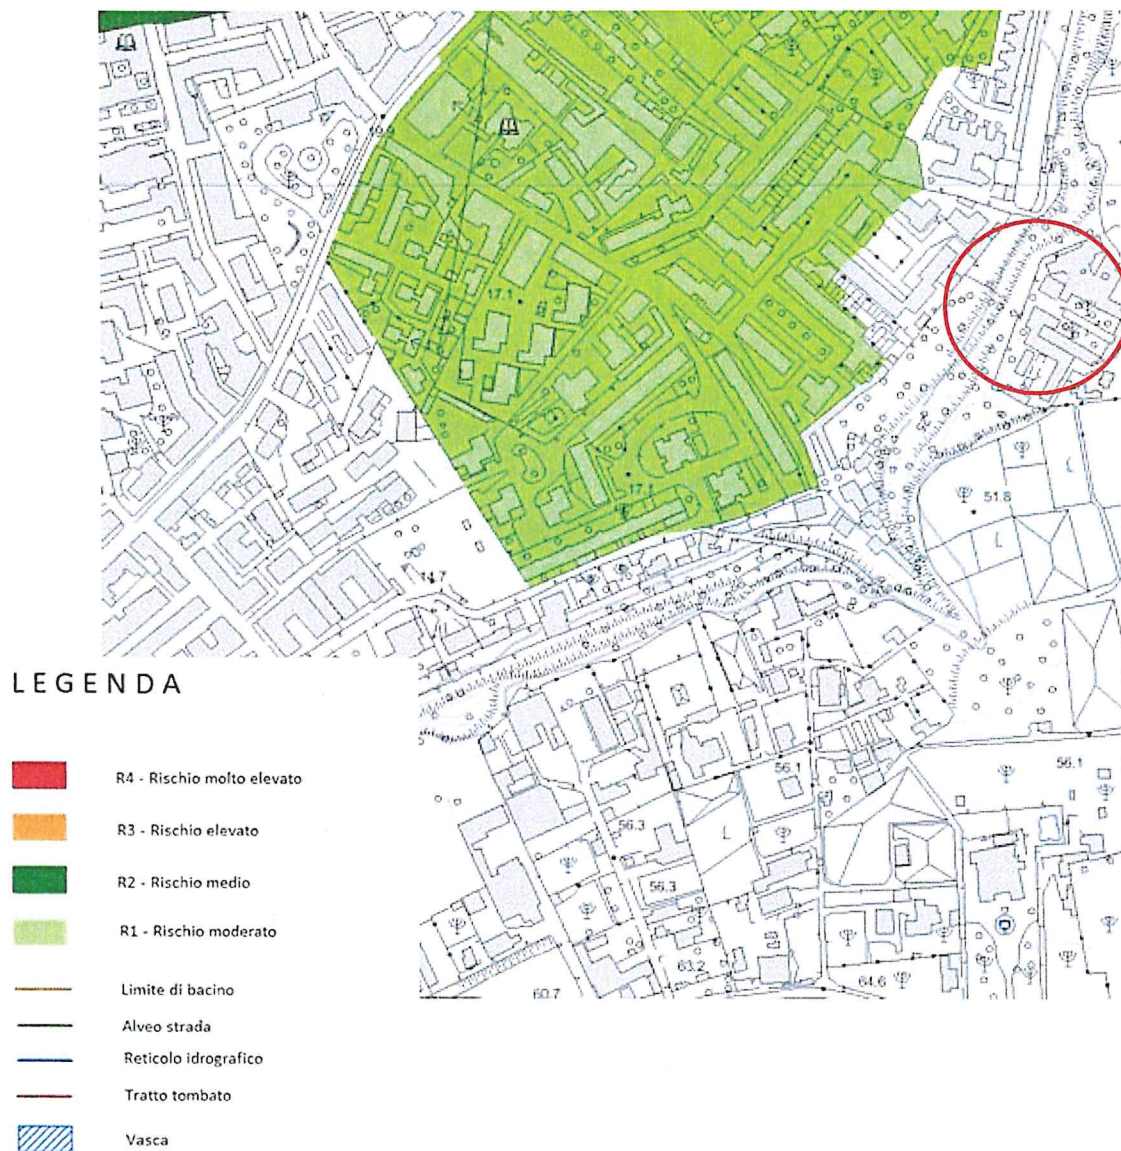 17.1
17.1
51.8
14.7
56.1
56.1
56.3
56.3
63.2
64.6
60.7
LEGENDA
R4 - Rischio molto elevato
R3 - Rischio elevato
R2 - Rischio medio
R1 - Rischio moderato
Limite di bacino
Alveo strada
Reticolo idrografico
Tratto tombato
Vasca